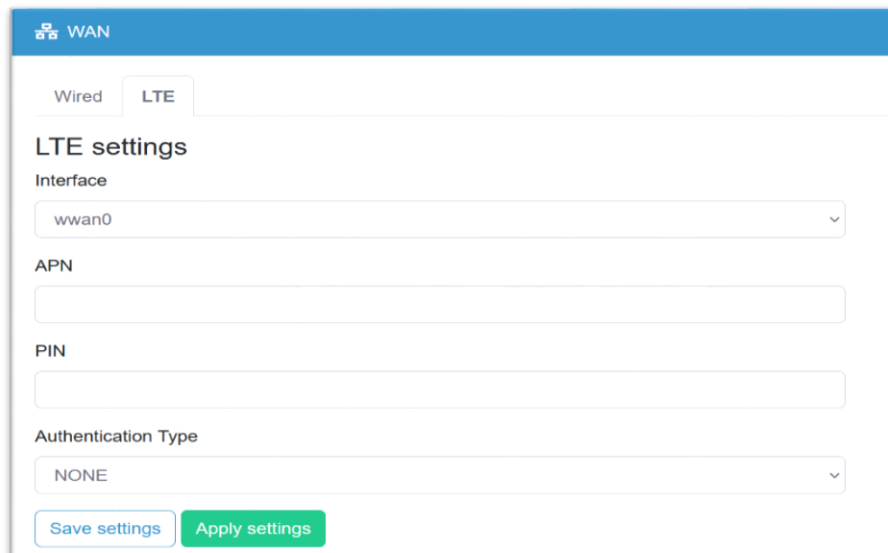 WAN
Wired LTE
LTE settings
Interface
wwan0
APN
PIN
Authentication Type
NONE
Save settings Apply settings